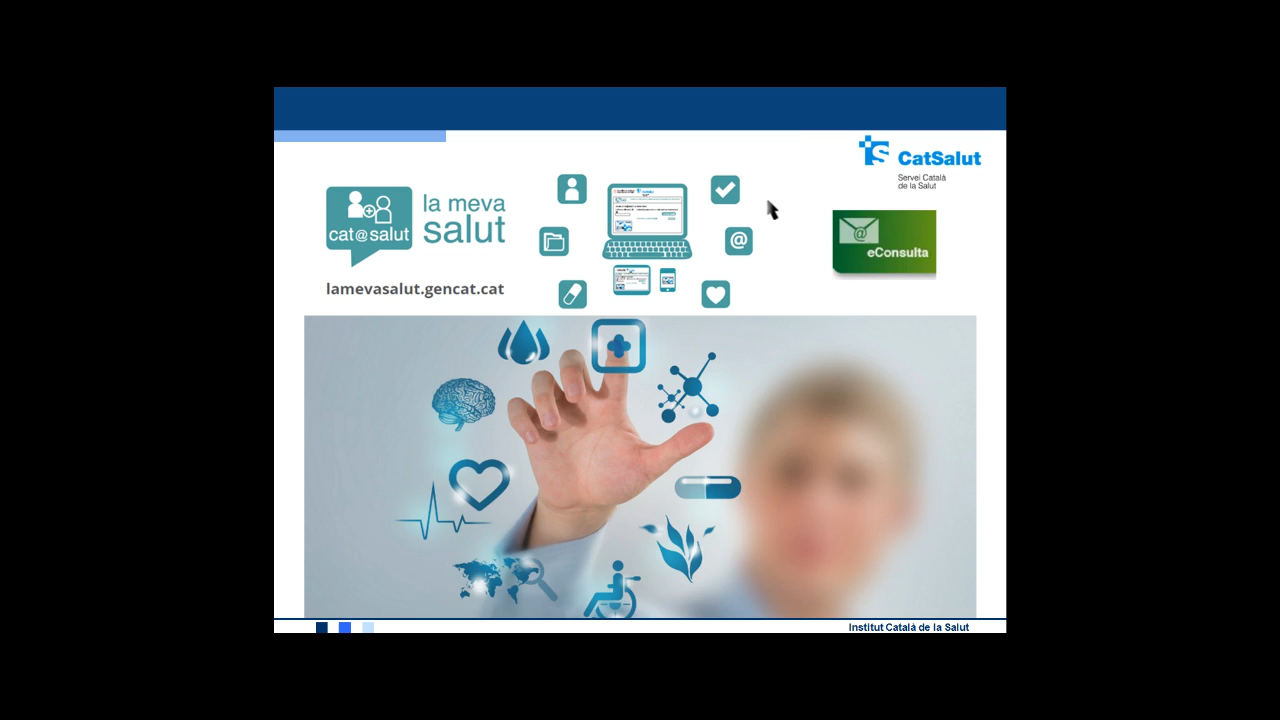 CatSalut
Servei Català
de la Salut
la meva
salut
cat@salut
@
@
eConsulta
lamevasalut.gencat.cat
Institut Català de la Salut